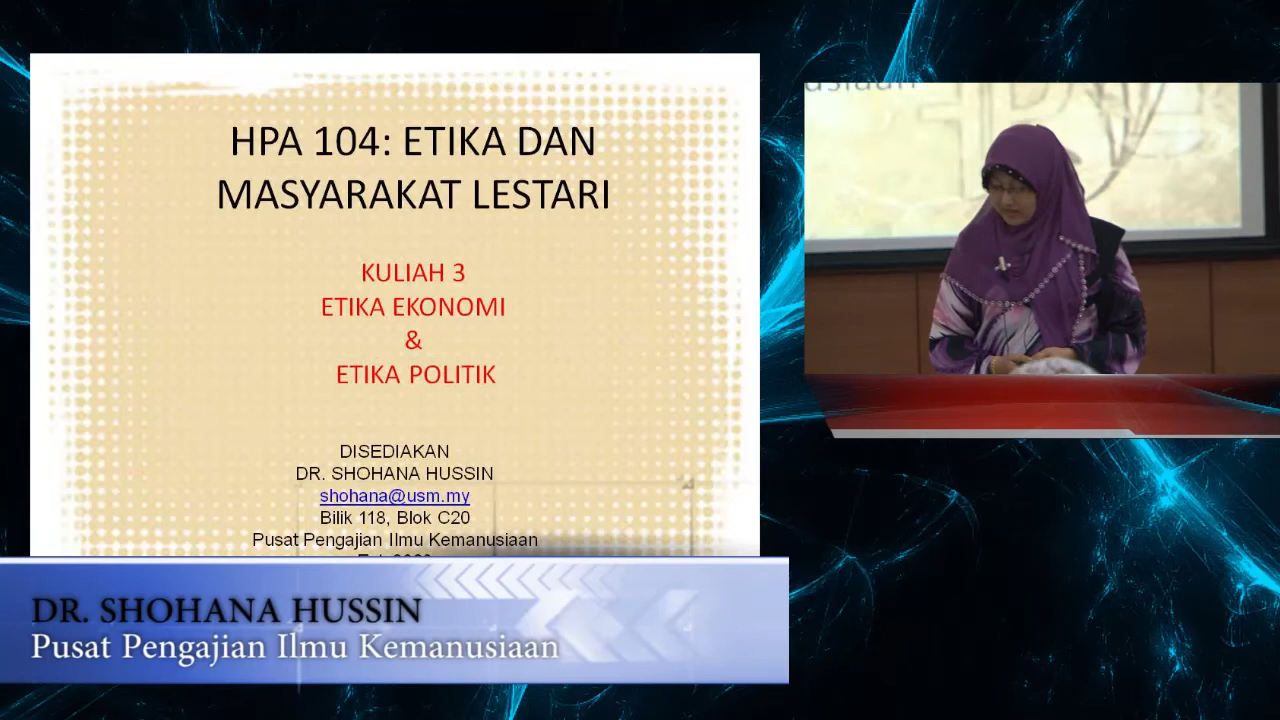 HPA 104: ETIKA DAN
MASYARAKAT LESTARI
KULIAH 3
ETIKA EKONOMI
&
ETIKA POLITIK
DISEDIAKAN
DR. SHOHANA HUSSIN
shohana@usm.my
Bilik 118, Blok C20
Pusat Pengajian Ilmu Kemanusiaan
DR. SHOHANA HUSSIN
Pusat Pengajian Ilmu Kemanusiaan